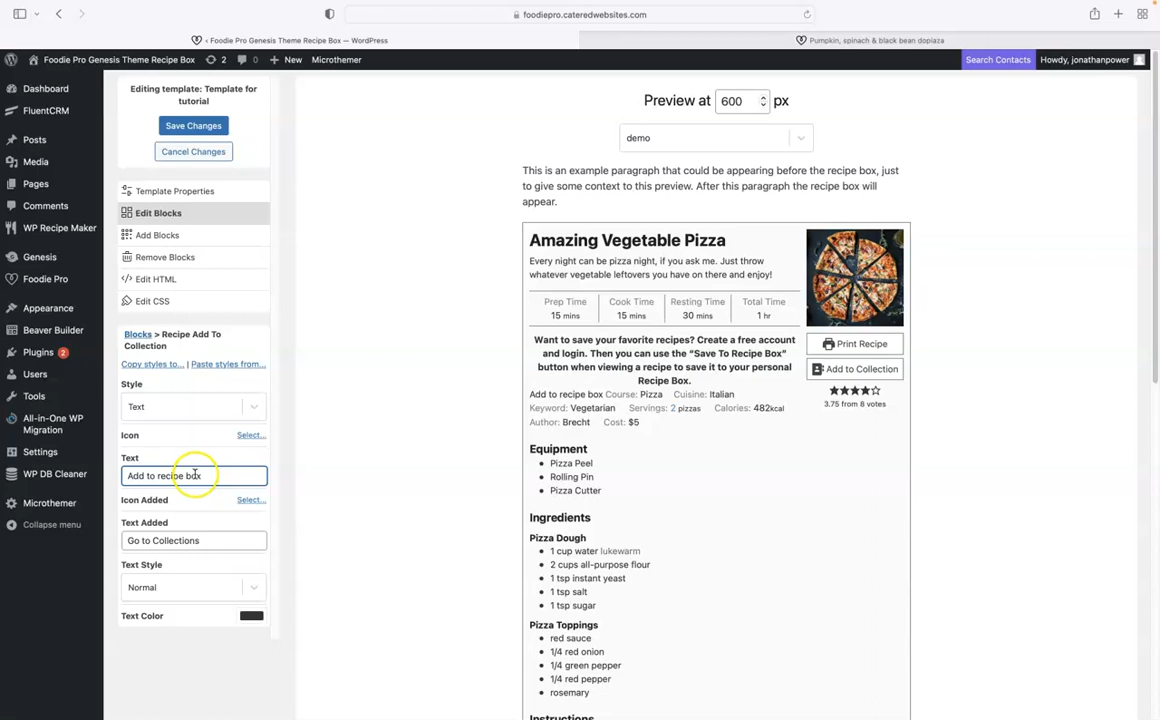 foodiepro.cateredwebsites.com
‹ Foodie Pro Genesis Theme Recipe Box — WordPress
Pumpkin, spinach & black bean dopiaza
Foodie Pro Genesis Theme Recipe Box
2
0
New
Microthemer
Search Contacts
Howdy, jonathanpower
Dashboard
FluentCRM
Posts
Media
Pages
Comments
WP Recipe Maker
Genesis
Foodie Pro
Appearance
Beaver Builder
Plugins 2
Users
Tools
All-in-One WP
Migration
Settings
WP DB Cleaner
Microthemer
Collapse menu
Editing template: Template for
tutorial
Save Changes
Cancel Changes
Template Properties
Edit Blocks
Add Blocks
Remove Blocks
Edit HTML
Edit CSS
Blocks > Recipe Add To
Collection
Copy styles to... | Paste styles from...
Style
Text
Icon
Select...
Text
Add to recipe box
Icon Added
Select...
Text Added
Go to Collections
Text Style
Normal
Text Color
Preview at 600 px
demo
This is an example paragraph that could be appearing before the recipe box, just
to give some context to this preview. After this paragraph the recipe box will
appear.
Amazing Vegetable Pizza
Every night can be pizza night, if you ask me. Just throw
whatever vegetable leftovers you have on there and enjoy!
Prep Time
15 mins
Cook Time
15 mins
Resting Time
30 mins
Total Time
1 hr
Print Recipe
Add to Collection
3.75 from 8 votes
Want to save your favorite recipes? Create a free account
and login. Then you can use the “Save To Recipe Box”
button when viewing a recipe to save it to your personal
Recipe Box.
Add to recipe box Course: Pizza Cuisine: Italian
Keyword: Vegetarian Servings: 2 pizzas Calories: 482kcal
Author: Brecht Cost: $5
Equipment
Pizza Peel
Rolling Pin
Pizza Cutter
Ingredients
Pizza Dough
1 cup water lukewarm
2 cups all-purpose flour
1 tsp instant yeast
1 tsp salt
1 tsp sugar
Pizza Toppings
red sauce
1/4 red onion
1/4 green pepper
1/4 red pepper
rosemary
Instructions